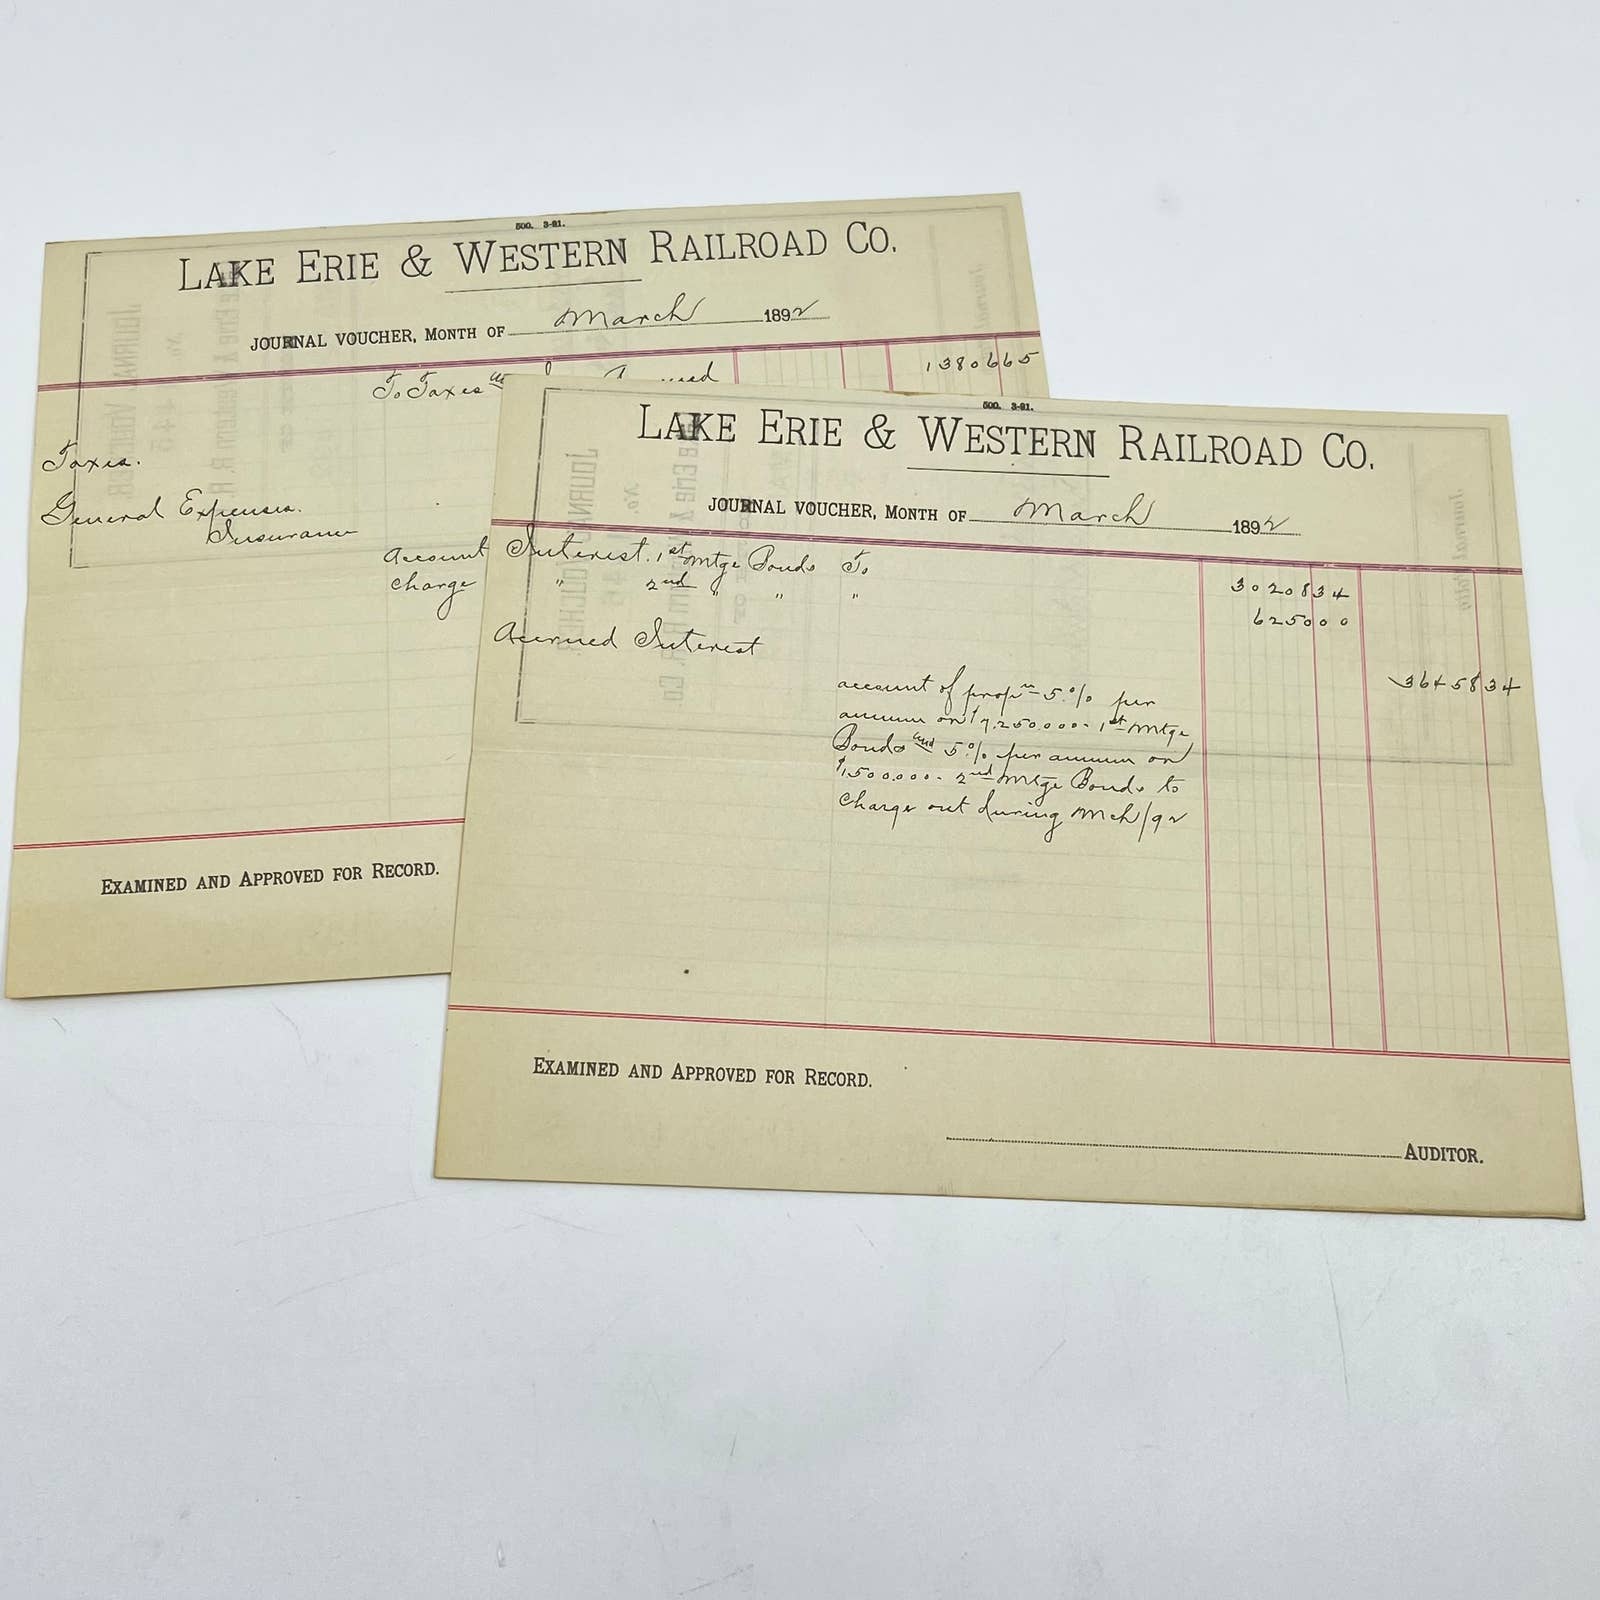 500. 3-91.
LAKE ERIE & WESTERN RAILROAD CO.
JOURNAL VOUCHER, MONTH OF March 1892
To Taxes
1380665
Taxes.
General Expenses.
Insurance
account
charge
500. 3-91.
LAKE ERIE & WESTERN RAILROAD CO.
JOURNAL VOUCHER, MONTH OF March 1892
Interest. 1st Mtge Bonds To 3020834
" 2nd " " " 625000
Accrued Interest
3645834
account of propn 5% per
annum on $7,250.000- 1st Mtge
Bonds and 5% per annum on
$1,500.000- 2nd Mtge Bonds to
charge out during Mch/92
EXAMINED AND APPROVED FOR RECORD.
EXAMINED AND APPROVED FOR RECORD.
AUDITOR.